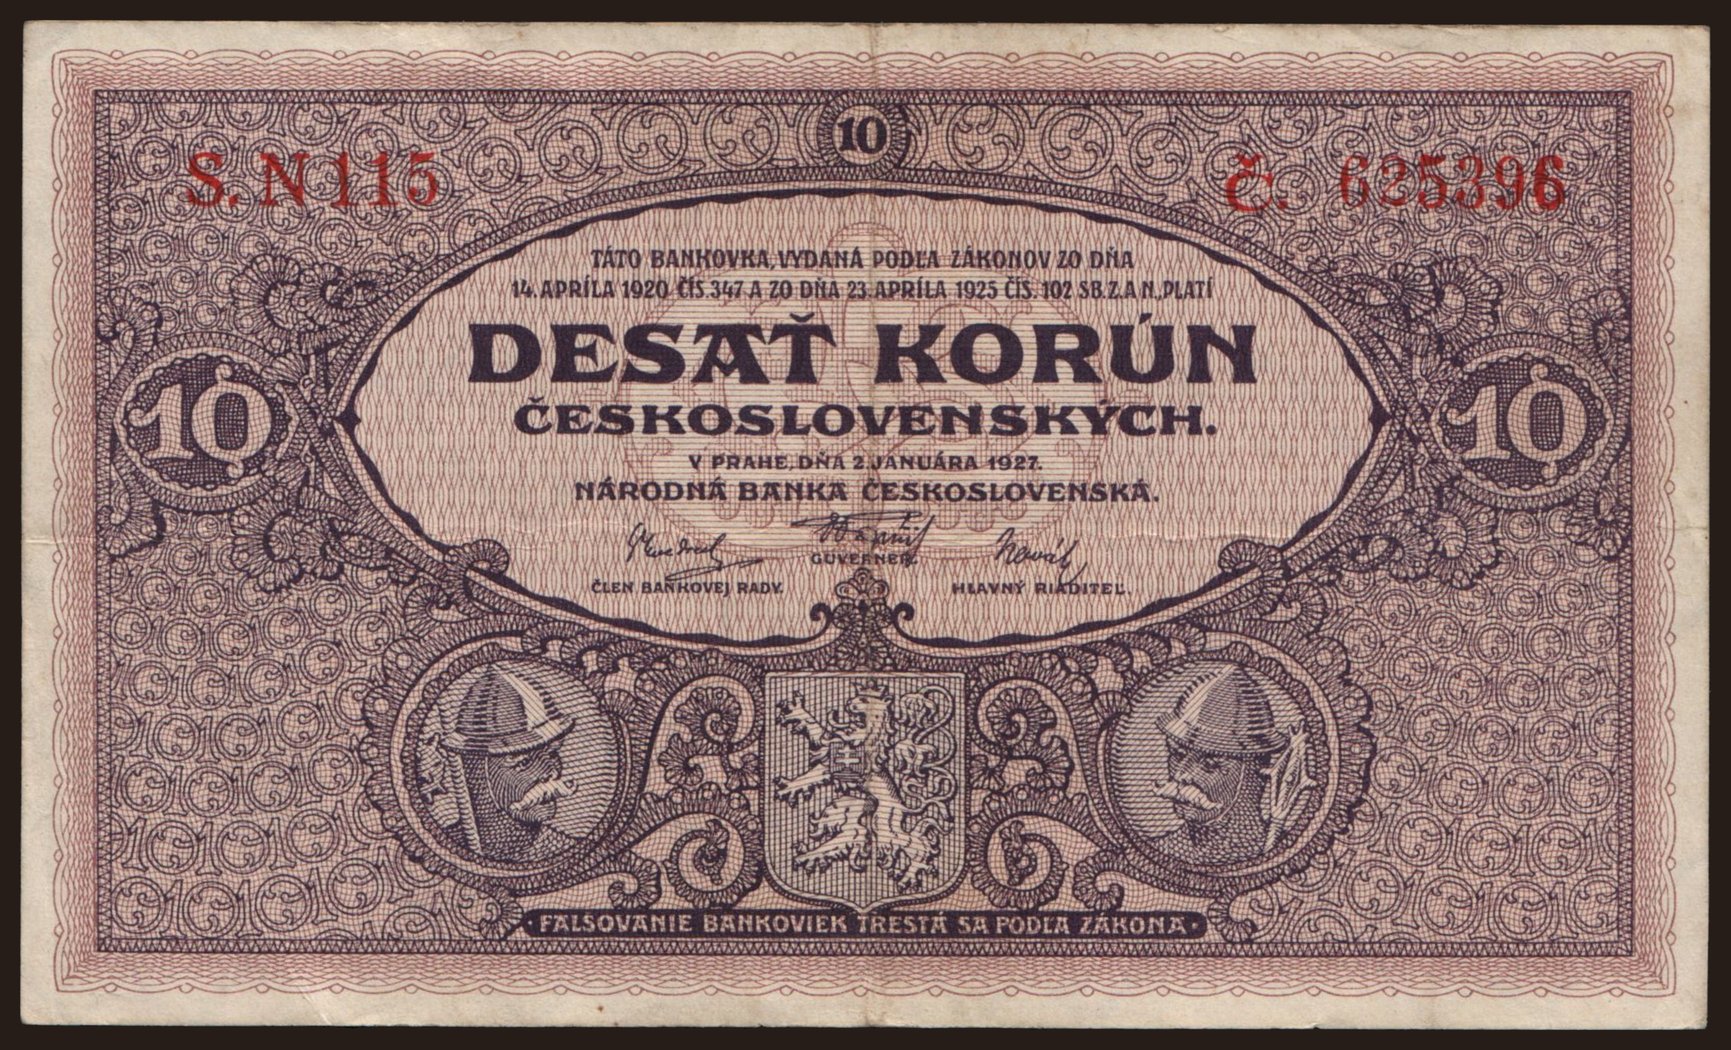 10
S. N 115
Č. 625396
TÁTO BANKOVKA, VYDANÁ PODĽA ZÁKONOV ZO DŇA
14. APRÍLA 1920 ČÍS. 347 A ZO DŇA 23. APRÍLA 1925 ČÍS. 102 SB. Z. A N., PLATÍ
DESAŤ KORÚN
ČESKOSLOVENSKÝCH.
10
10
V PRAHE, DŇA 2. JANUÁRA 1927.
NÁRODNÁ BANKA ČESKOSLOVENSKÁ.
GUVERNER.
ČLEN BANKOVEJ RADY.
HLAVNÝ RIADITEĽ.
FALŠOVANIE BANKOVIEK TRESTÁ SA PODĽA ZÁKONA.